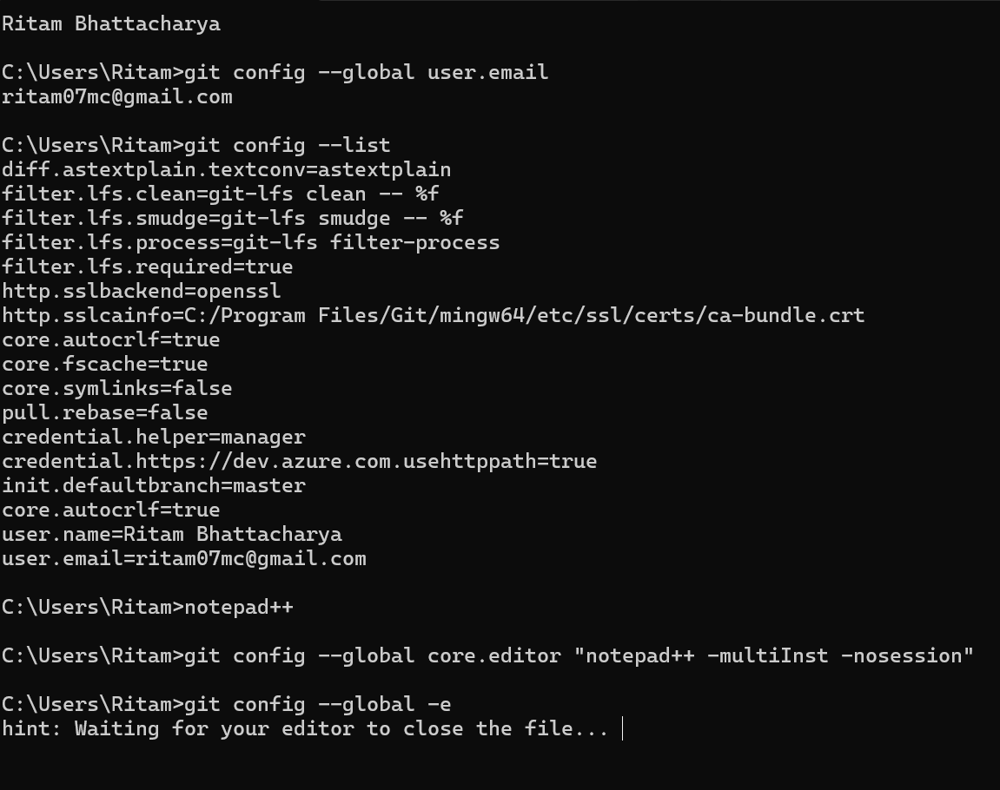 Ritam Bhattacharya
C:\Users\Ritam>git config --global user.email
ritam07mc@gmail.com
C:\Users\Ritam>git config --list
diff.astextplain.textconv=astextplain
filter.lfs.clean=git-lfs clean -- %f
filter.lfs.smudge=git-lfs smudge -- %f
filter.lfs.process=git-lfs filter-process
filter.lfs.required=true
http.sslbackend=openssl
http.sslcainfo=C:/Program Files/Git/mingw64/etc/ssl/certs/ca-bundle.crt
core.autocrlf=true
core.fscache=true
core.symlinks=false
pull.rebase=false
credential.helper=manager
credential.https://dev.azure.com.usehttppath=true
init.defaultbranch=master
core.autocrlf=true
user.name=Ritam Bhattacharya
user.email=ritam07mc@gmail.com
C:\Users\Ritam>notepad++
C:\Users\Ritam>git config --global core.editor "notepad++ -multiInst -nosession"
C:\Users\Ritam>git config --global -e
hint: Waiting for your editor to close the file...